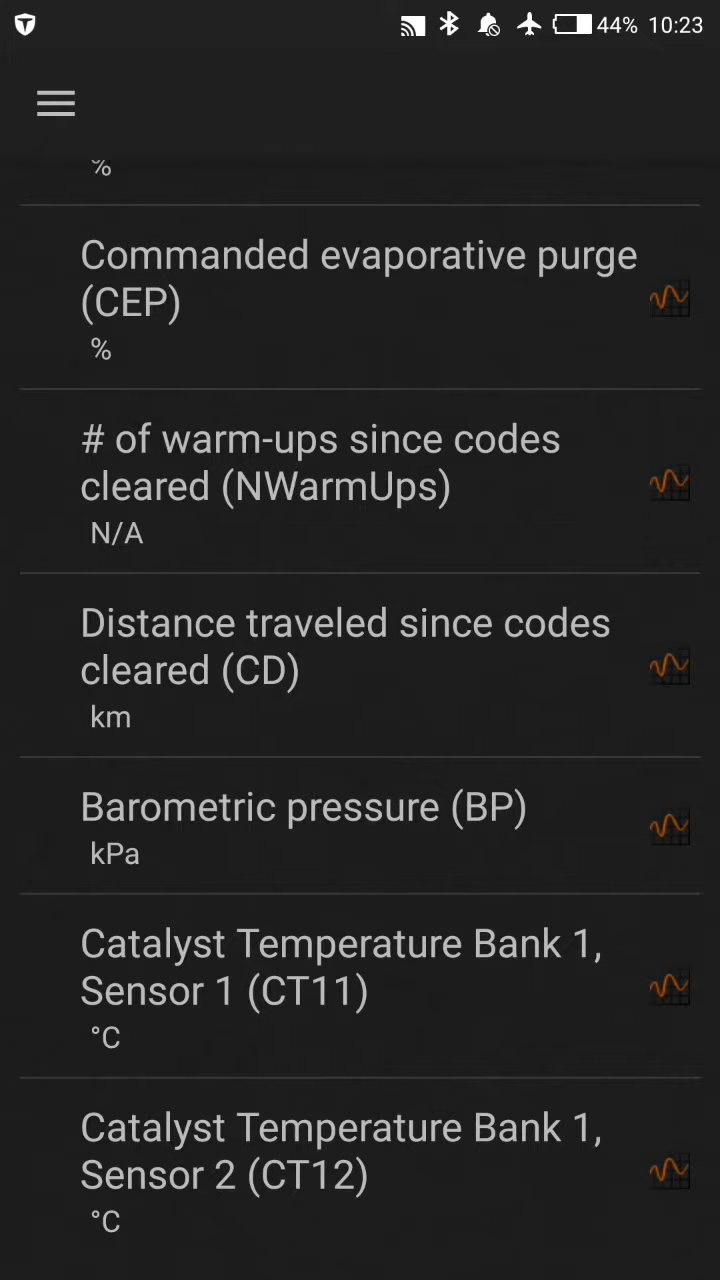 44% 10:23
%
Commanded evaporative purge
(CEP)
%
# of warm-ups since codes
cleared (NWarmUps)
N/A
Distance traveled since codes
cleared (CD)
km
Barometric pressure (BP)
kPa
Catalyst Temperature Bank 1,
Sensor 1 (CT11)
°C
Catalyst Temperature Bank 1,
Sensor 2 (CT12)
°C